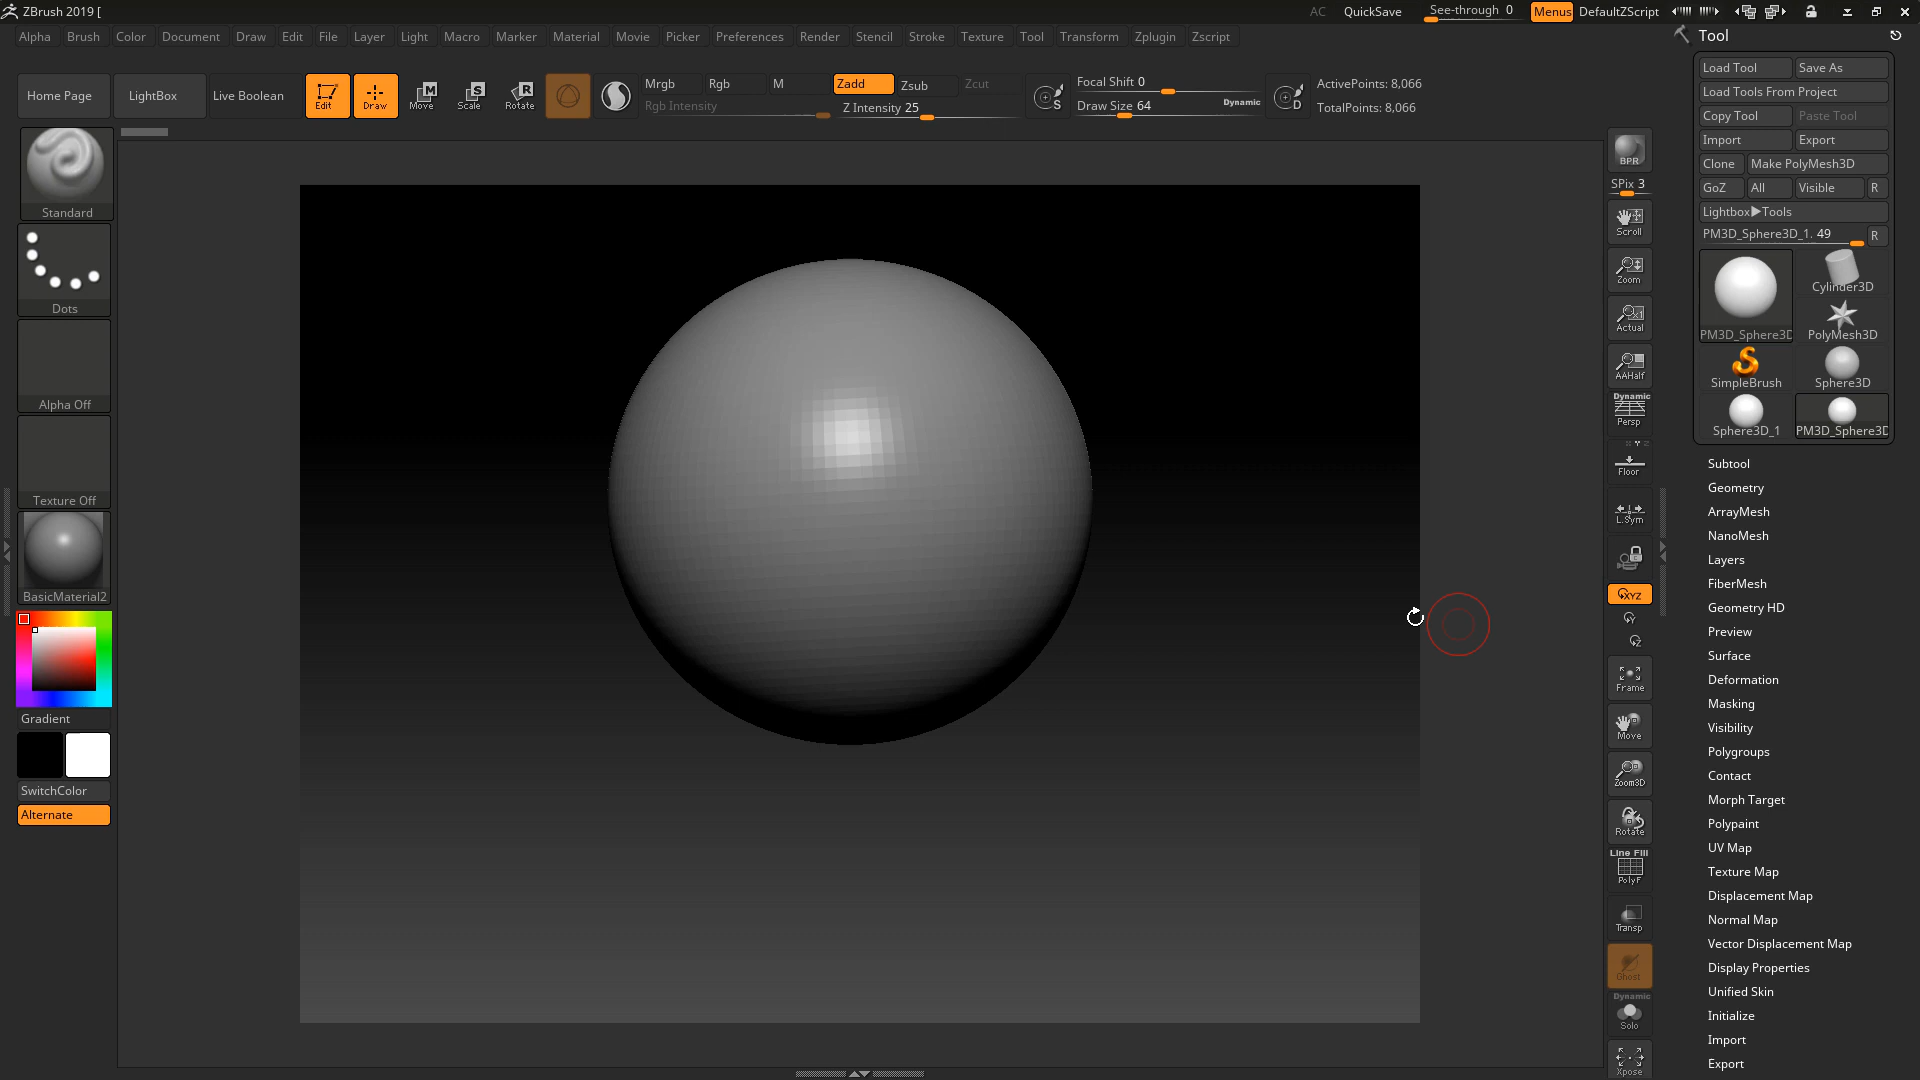 ZBrush 2019 [
AC QuickSave See-through 0 Menus DefaultZScript
Alpha Brush Color Document Draw Edit File Layer Light Macro Marker Material Movie Picker Preferences Render Stencil Stroke Texture Tool Transform Zplugin Zscript
Home Page LightBox Live Boolean Edit Draw Move Scale Rotate
M S R
Mrgb Rgb M Zadd Zsub Zcut
Rgb Intensity Z Intensity 25
S Focal Shift 0
Draw Size 64 Dynamic
D ActivePoints: 8,066
TotalPoints: 8,066
Standard
Dots
Alpha Off
Texture Off
BasicMaterial2
Gradient
SwitchColor
Alternate
BPR
SPix 3
Scroll
Zoom
Actual
AAHalf
Dynamic
Persp
Floor
L.Sym
XYZ
Y
Z
Frame
Move
Zoom3D
Rotate
Line Fill
PolyF
Transp
Ghost
Dynamic
Solo
Xpose
Tool
Load Tool Save As
Load Tools From Project
Copy Tool Paste Tool
Import Export
Clone Make PolyMesh3D
GoZ All Visible R
Lightbox▶Tools
PM3D_Sphere3D_1. 49 R
PM3D_Sphere3D Cylinder3D
PolyMesh3D
SimpleBrush Sphere3D
Sphere3D_1 PM3D_Sphere3D
Subtool
Geometry
ArrayMesh
NanoMesh
Layers
FiberMesh
Geometry HD
Preview
Surface
Deformation
Masking
Visibility
Polygroups
Contact
Morph Target
Polypaint
UV Map
Texture Map
Displacement Map
Normal Map
Vector Displacement Map
Display Properties
Unified Skin
Initialize
Import
Export